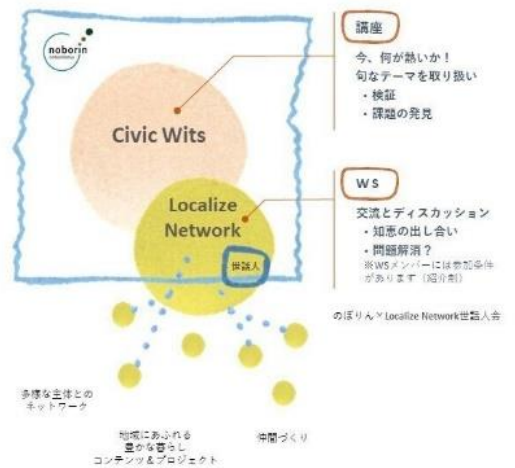 noborin
講座
今、何が熱いか！
旬なテーマを取り扱い
・検証
・課題の発見
Civic Wits
Localize
Network
世話人
WS
交流とディスカッション
・知恵の出し合い
・問題解消？
※WSメンバーには参加条件
があります（紹介制）
のぼりん×Localize Network世話人会
多様な主体との
ネットワーク
地域にあふれる
豊かな暮らし
コンテンツ＆プロジェクト
仲間づくり